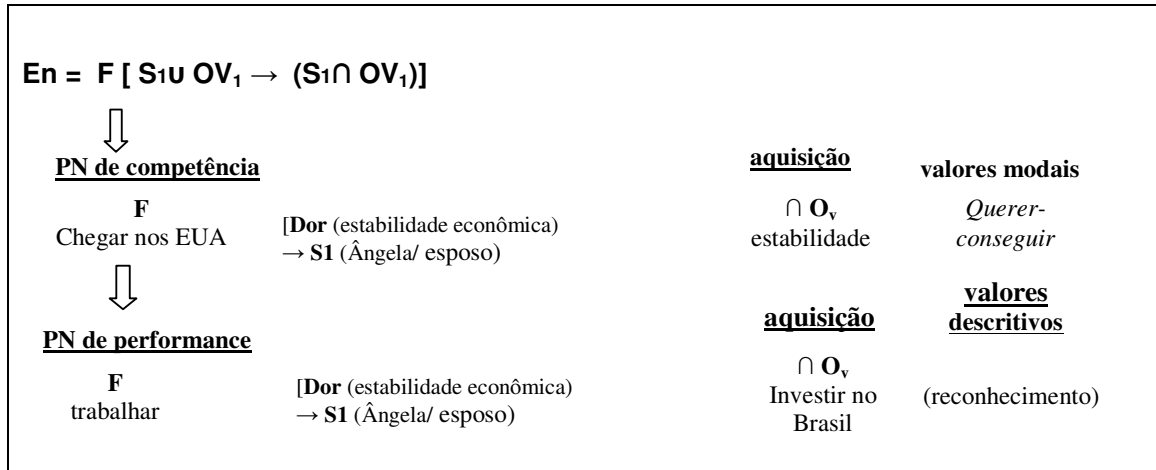 En = F [ S1∪ OV1 → (S1∩ OV1)]
PN de competência
F
Chegar nos EUA
[Dor (estabilidade econômica)
→ S1 (Ângela/ esposo)
aquisição
∩ Ov
estabilidade
valores modais
Querer-
conseguir
PN de performance
F
trabalhar
[Dor (estabilidade econômica)
→ S1 (Ângela/ esposo)
aquisição
∩ Ov
Investir no
Brasil
valores
descritivos
(reconhecimento)